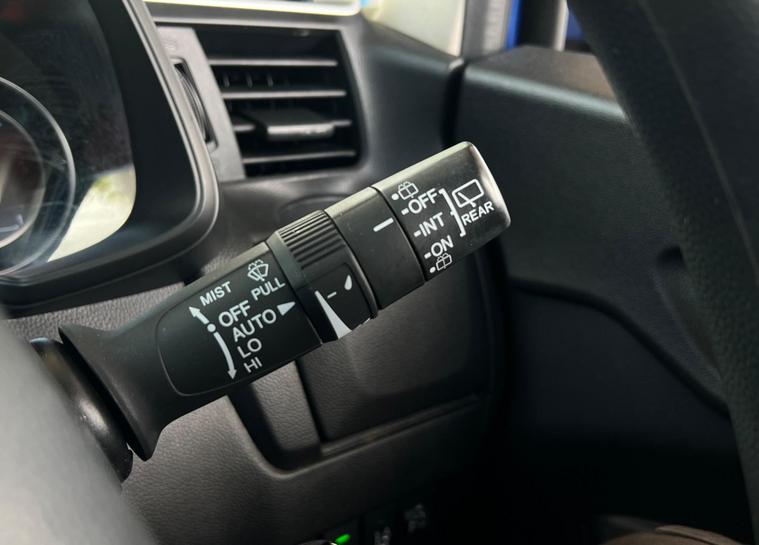 MIST
PULL
OFF
AUTO
LO
HI
-OFF
-INT
-ON
REAR